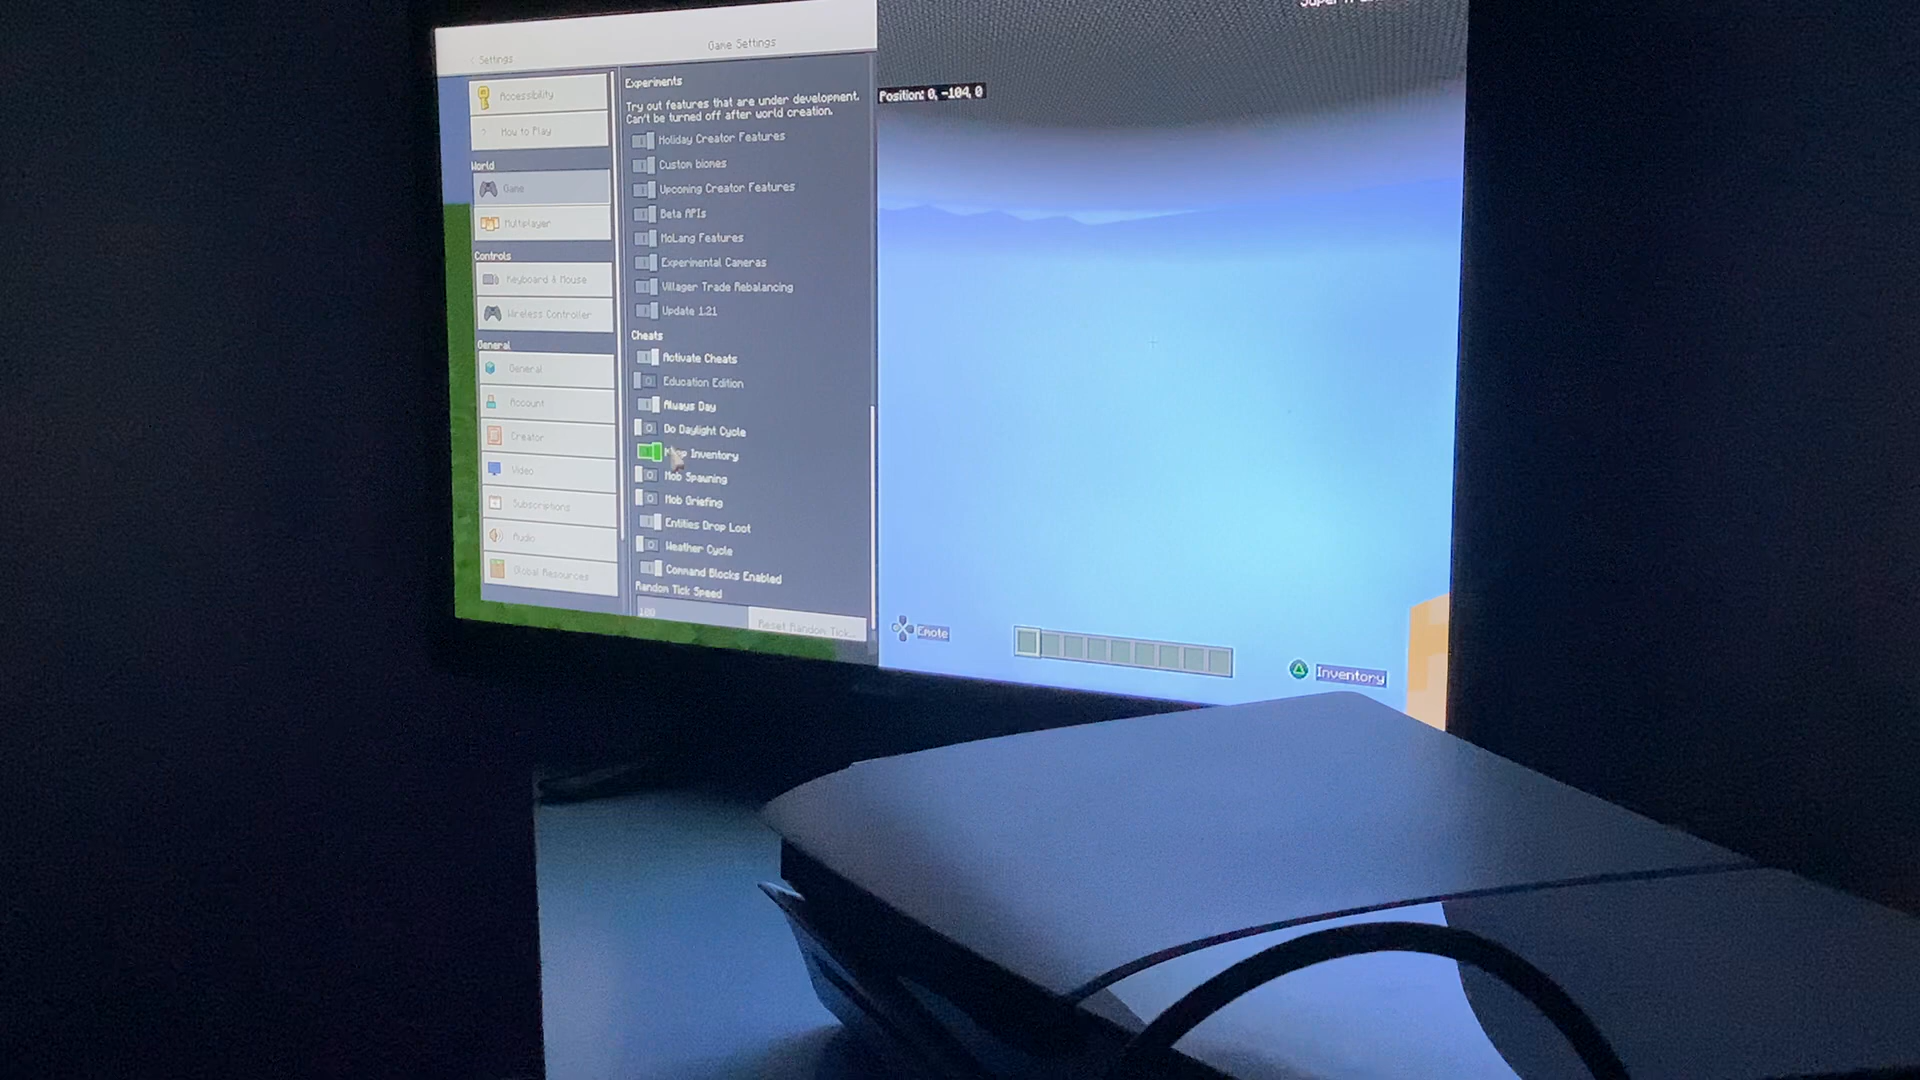 Game Settings
Settings
Accessibility
How to Play
World
Game
Multiplayer
Controls
Keyboard & Mouse
Wireless Controller
General
General
Account
Creator
Video
Subscriptions
Audio
Global Resources
Experiments
Try out features that are under development.
Can't be turned off after world creation.
Holiday Creator Features
Custom biomes
Upcoming Creator Features
Beta APIs
MoLang Features
Experimental Cameras
Villager Trade Rebalancing
Update 1.21
Cheats
Activate Cheats
Education Edition
Always Day
Do Daylight Cycle
Inventory
Mob Spawning
Mob Griefing
Entities Drop Loot
Weather Cycle
Command Blocks Enabled
Random Tick Speed
100
Reset Random Tick...
Position: 0, -104, 0
Emote
Inventory